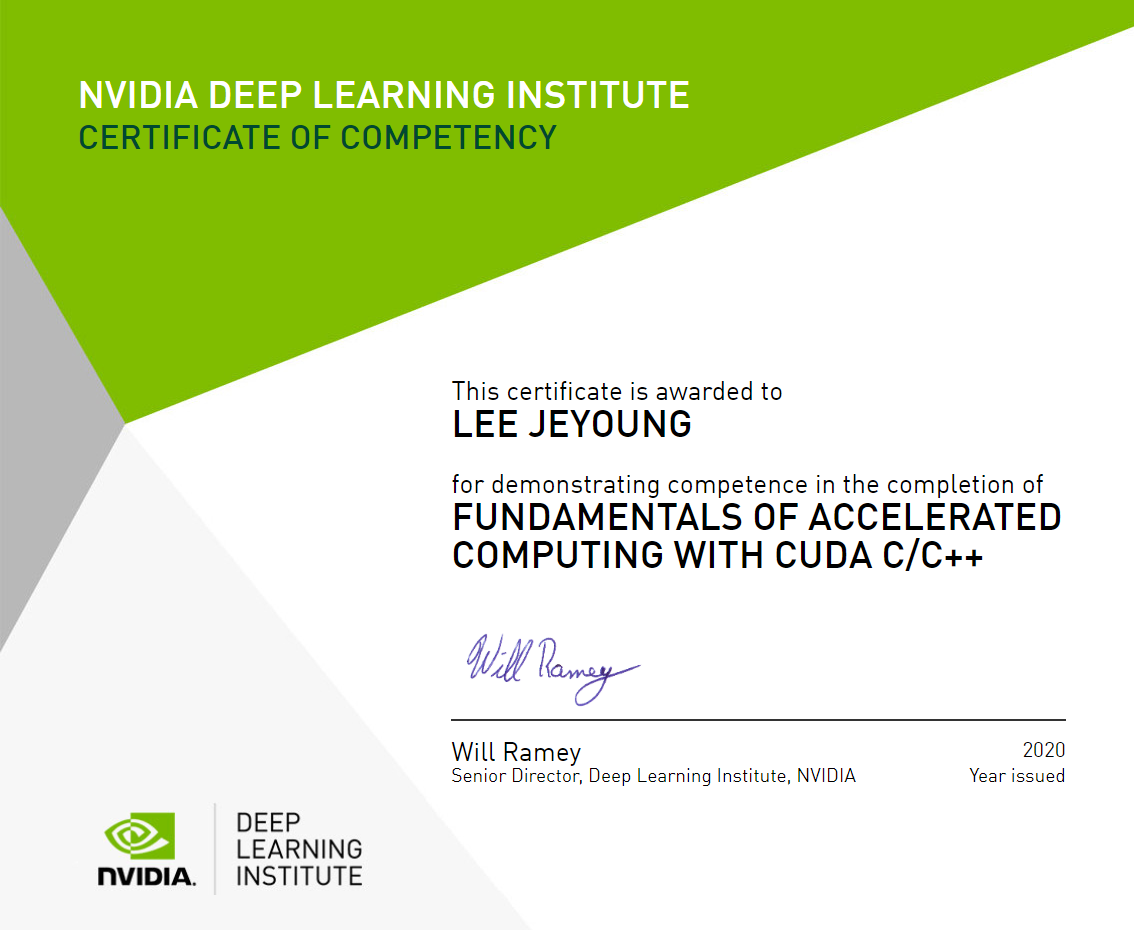 NVIDIA DEEP LEARNING INSTITUTE
CERTIFICATE OF COMPETENCY
This certificate is awarded to
LEE JEYOUNG
for demonstrating competence in the completion of
FUNDAMENTALS OF ACCELERATED
COMPUTING WITH CUDA C/C++
Will Ramey
Will Ramey
2020
Senior Director, Deep Learning Institute, NVIDIA
Year issued
NVIDIA.
DEEP
LEARNING
INSTITUTE